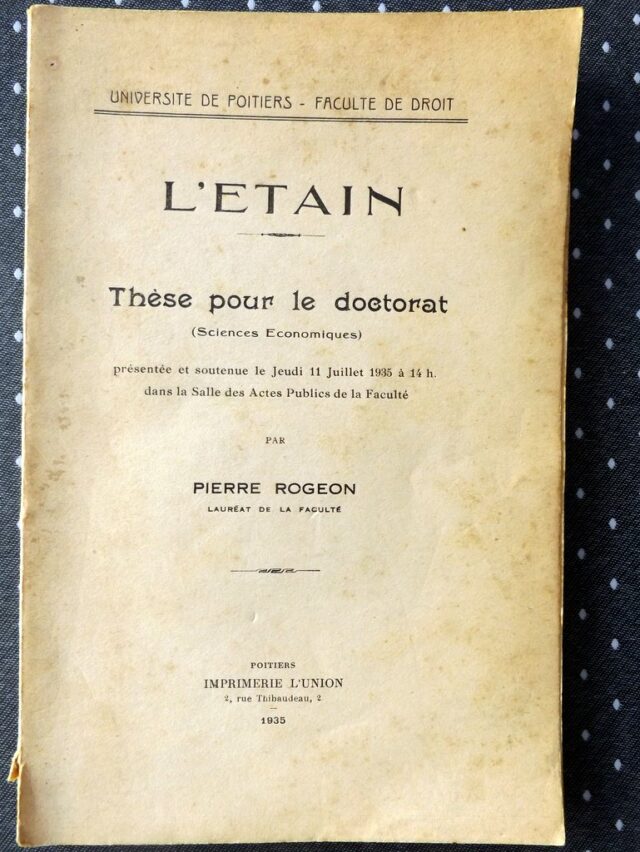 UNIVERSITE DE POITIERS - FACULTE DE DROIT
L'ETAIN
Thèse pour le doctorat
(Sciences Economiques)
présentée et soutenue le Jeudi 11 Juillet 1935 à 14 h.
dans la Salle des Actes Publics de la Faculté
PAR
PIERRE ROGEON
LAURÉAT DE LA FACULTÉ
POITIERS
IMPRIMERIE L'UNION
2, rue Thibaudeau, 2
1935